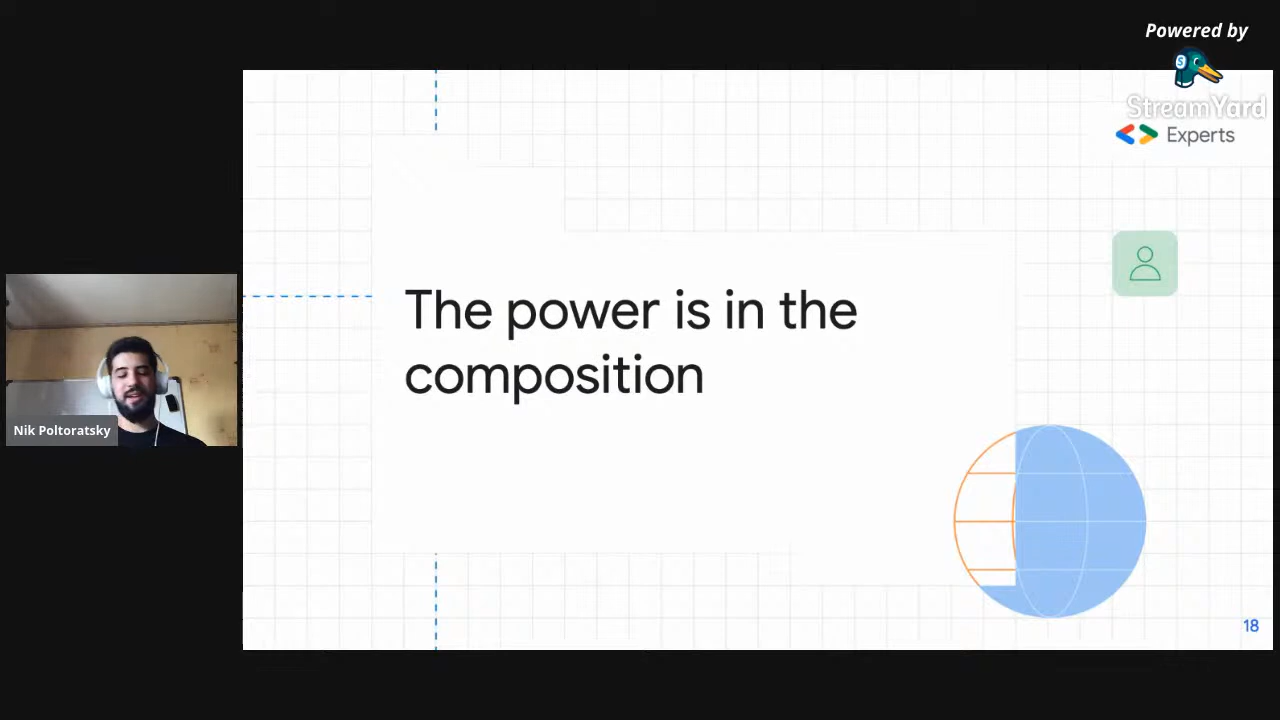 Powered by
StreamYard
Experts
The power is in the
composition
Nik Poltoratsky
18